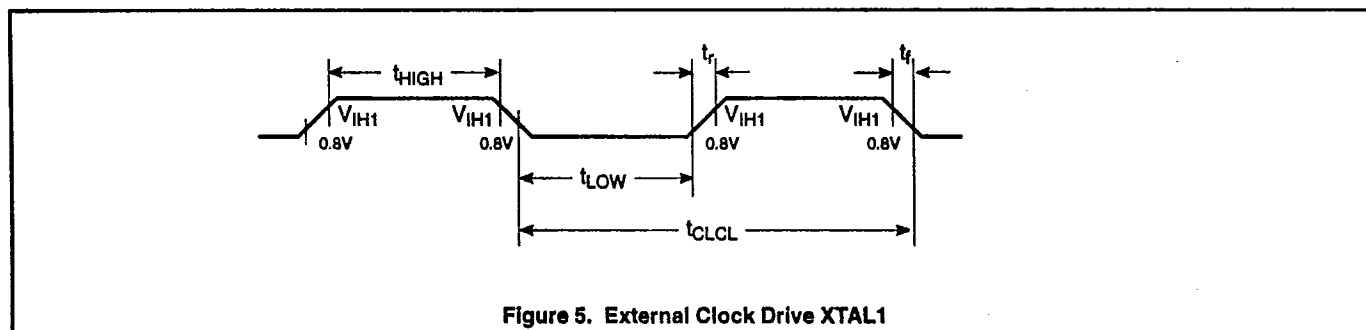 tHIGH tr tf
VIH1 VIH1 VIH1 VIH1
0.8V 0.8V 0.8V 0.8V
tLOW
tCLCL
Figure 5. External Clock Drive XTAL1